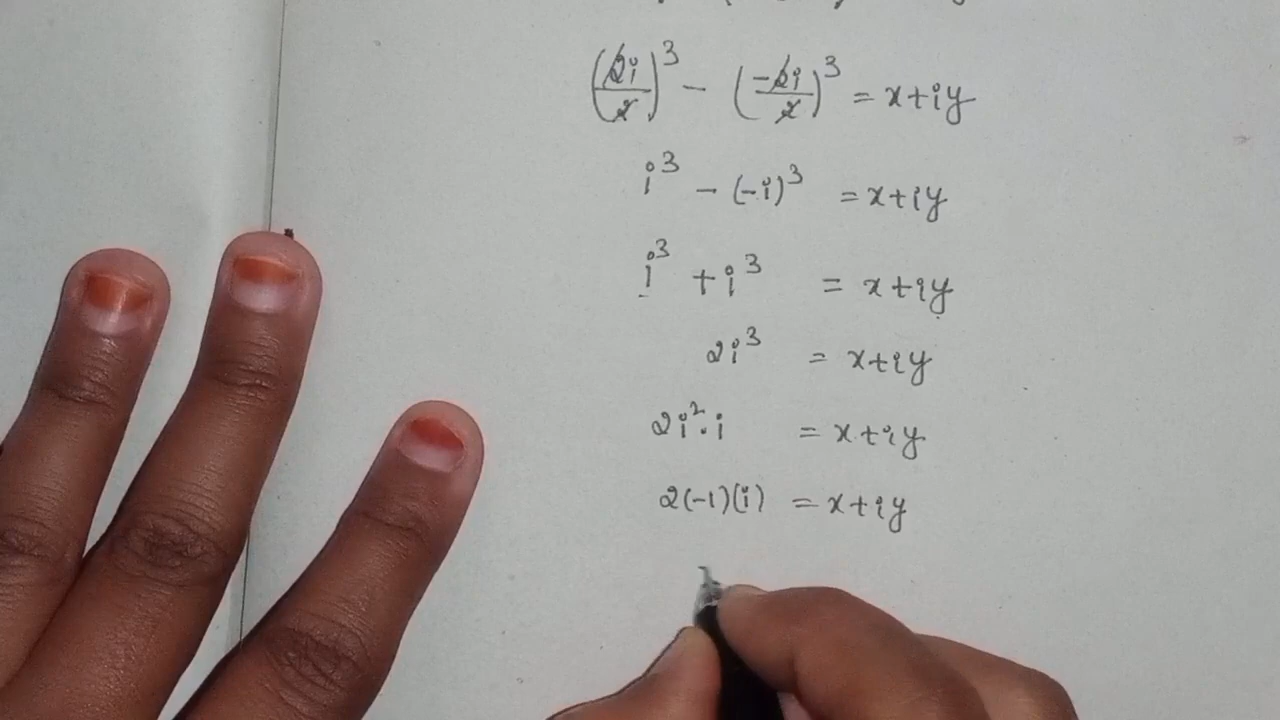 (2i/2)³ - (-2i/2)³ = x+iy
i³ - (-i)³ = x+iy
i³ + i³ = x+iy
2i³ = x+iy
2i²·i = x+iy
2(-1)(i) = x+iy